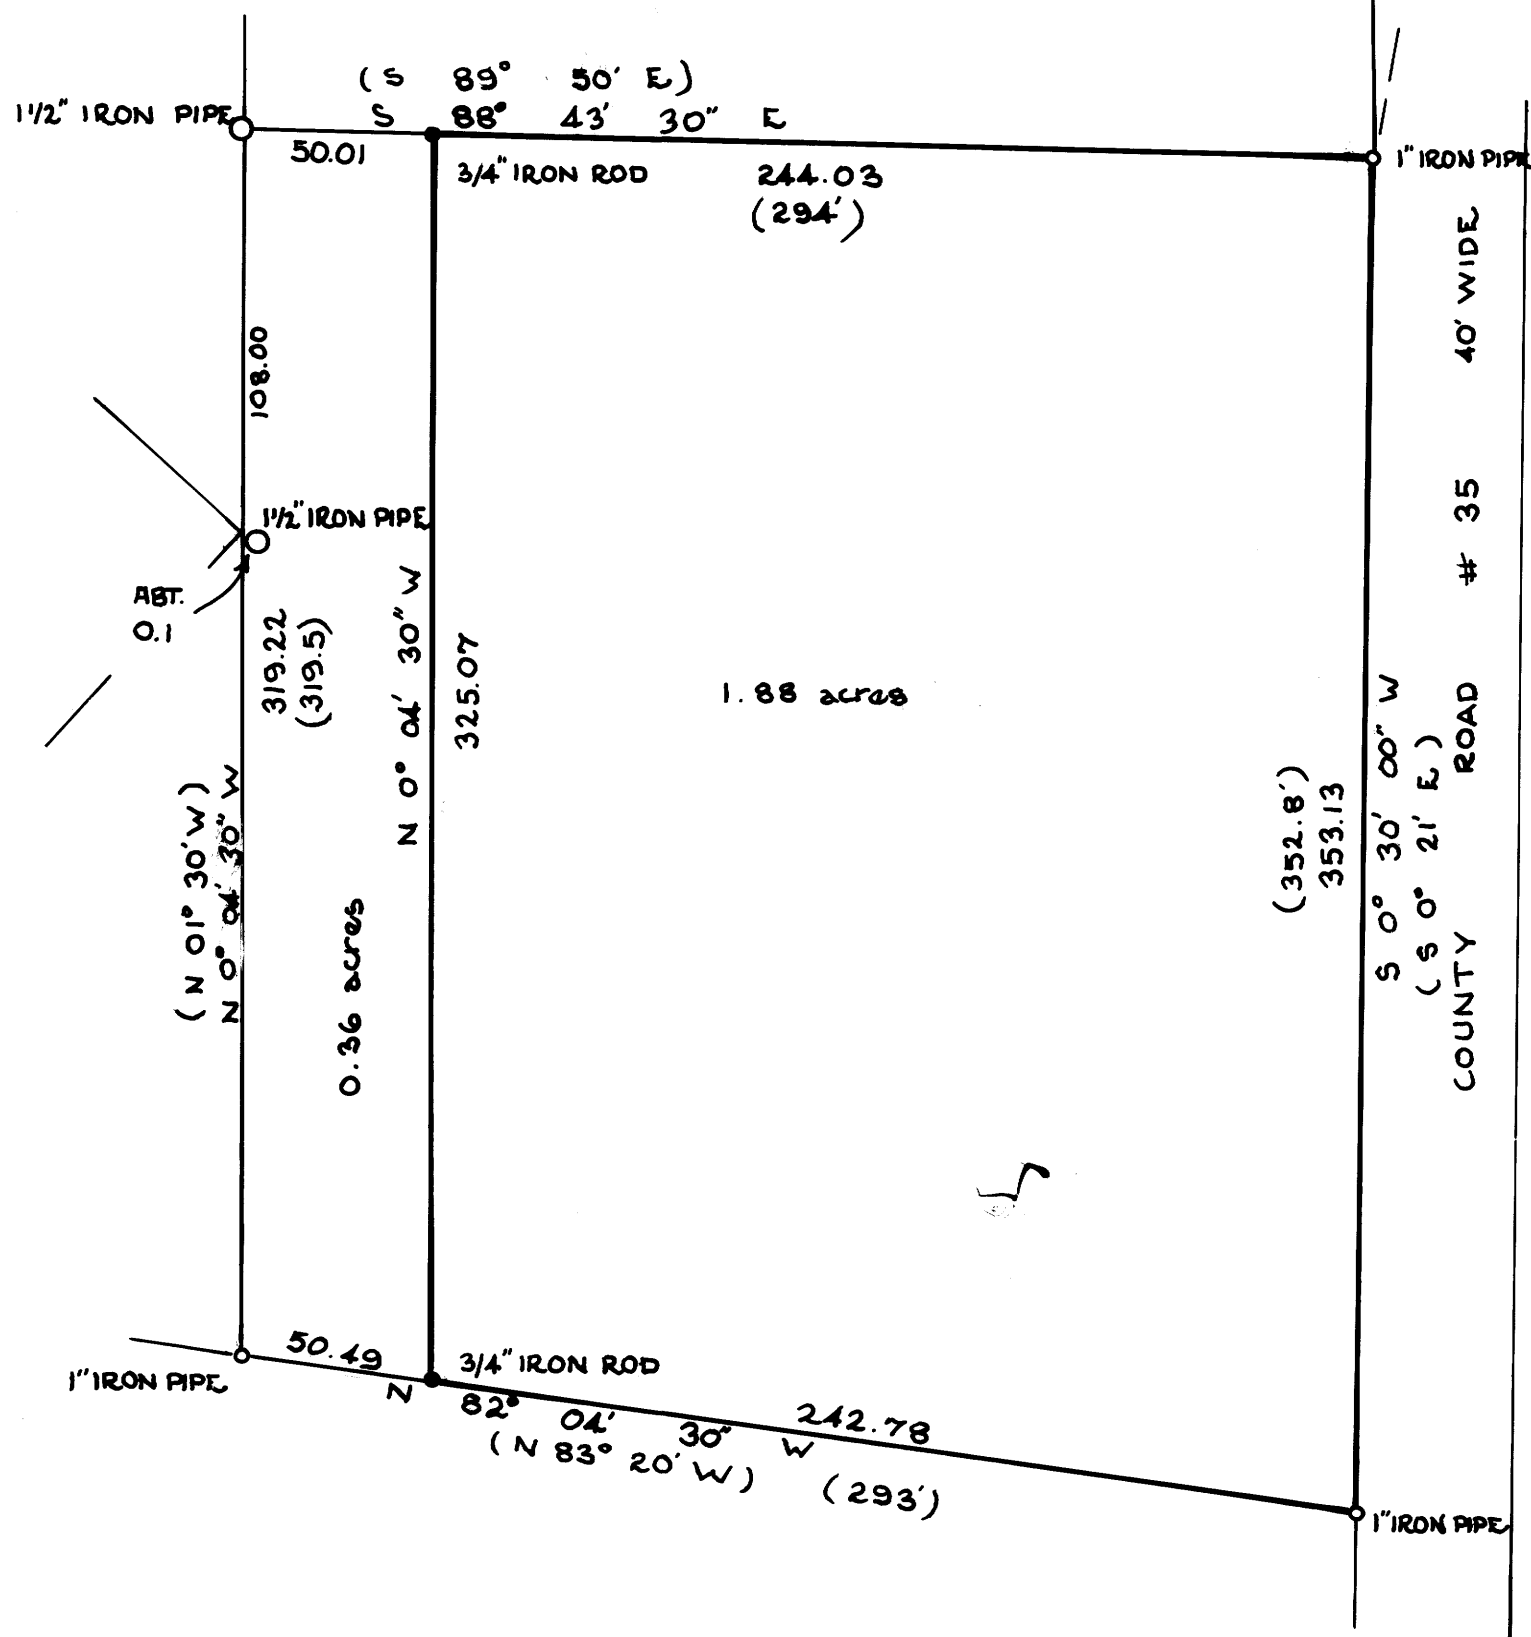 (S 89° 50' E)
S 88° 43' 30" E
1 1/2" IRON PIPE
50.01
3/4" IRON ROD
244.03
(294')
1" IRON PIPE
108.00
1 1/2" IRON PIPE
ABT.
0.1
319.22
(319.5)
N 0° 04' 30" W
325.07
1.88 acres
(N 01° 30' W)
N 0° 04' 30" W
0.36 acres
(352.8')
353.13
S 0° 30' 00" W
(S 0° 21' E)
COUNTY ROAD # 35 40' WIDE
50.49
1" IRON PIPE
3/4" IRON ROD
N 82° 04' 30" W
242.78
(N 83° 20' W)
(293')
1" IRON PIPE